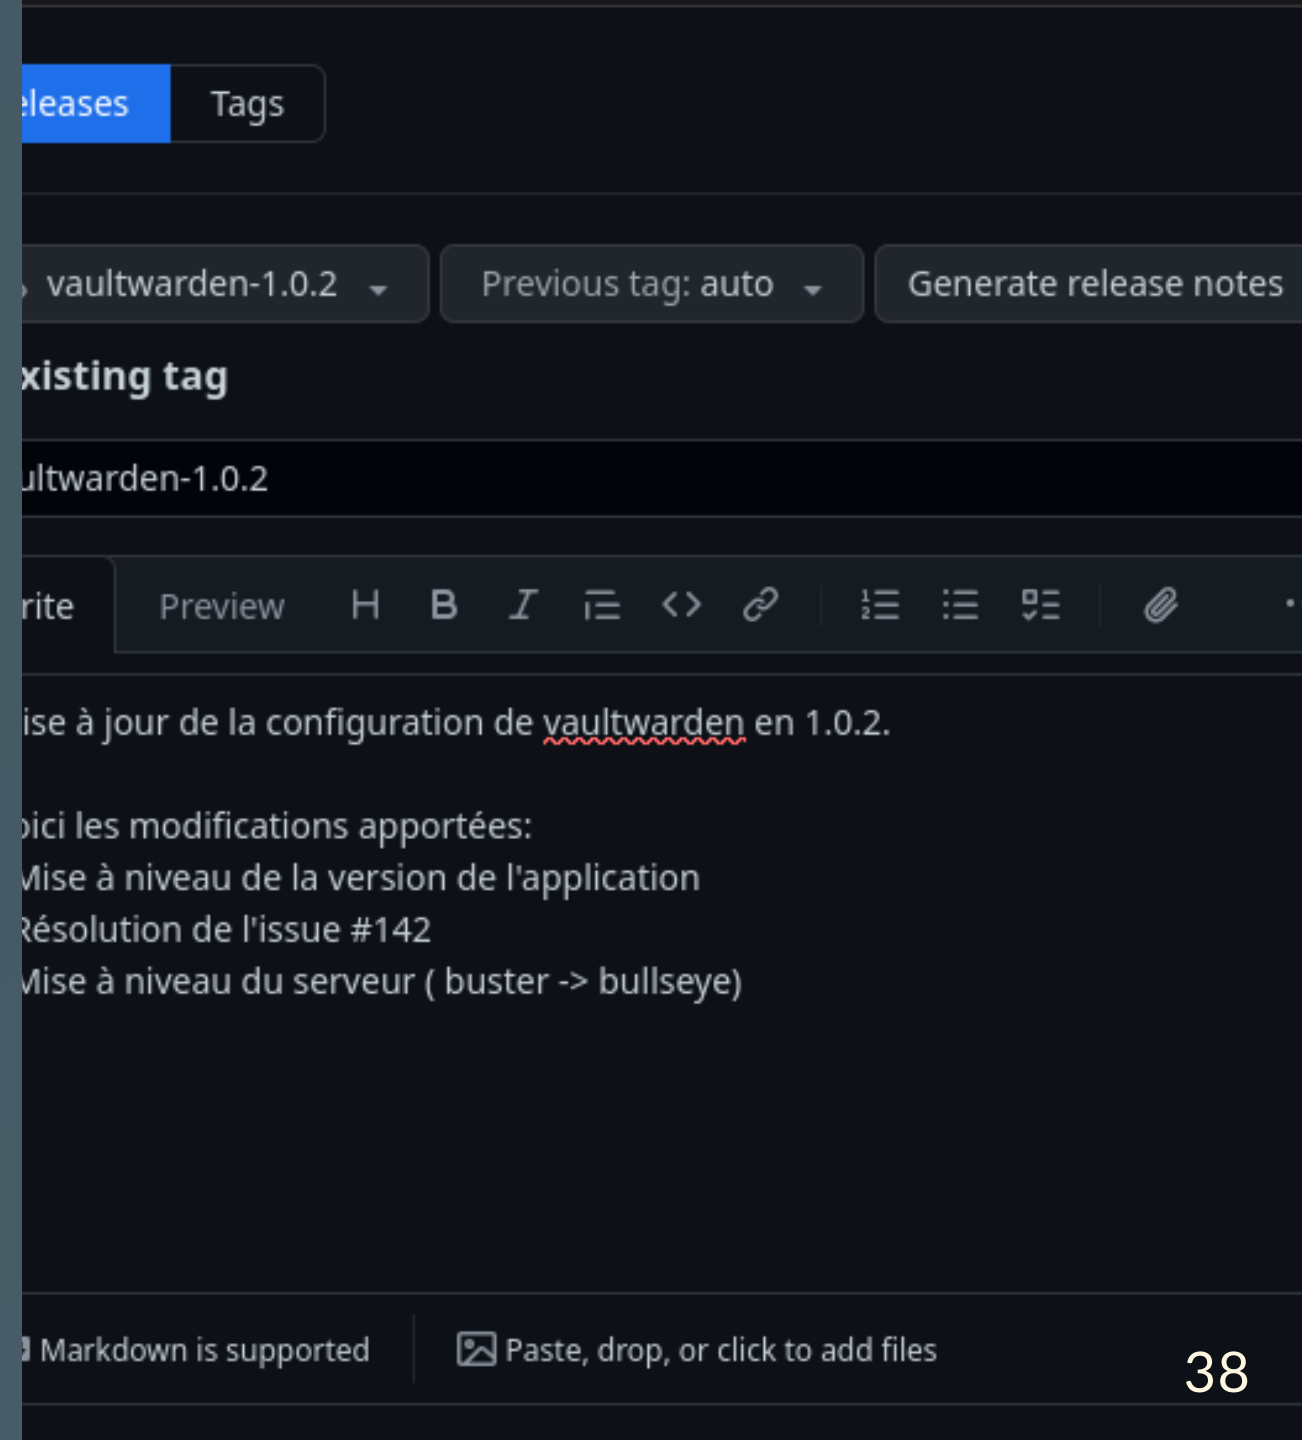 eleases Tags
vaultwarden-1.0.2 Previous tag: auto Generate release notes
xisting tag
ultwarden-1.0.2
rite Preview H B I
ise à jour de la configuration de vaultwarden en 1.0.2.
oici les modifications apportées:
Mise à niveau de la version de l'application
Résolution de l'issue #142
Mise à niveau du serveur ( buster -> bullseye)
Markdown is supported Paste, drop, or click to add files
38